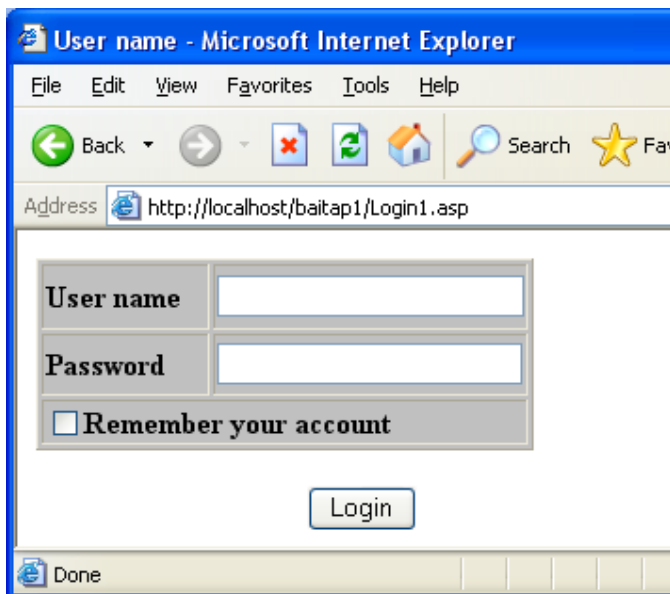 User name - Microsoft Internet Explorer
File Edit View Favorites Tools Help
Back Search Fav
Address http://localhost/baitap1/Login1.asp
User name
Password
Remember your account
Login
Done